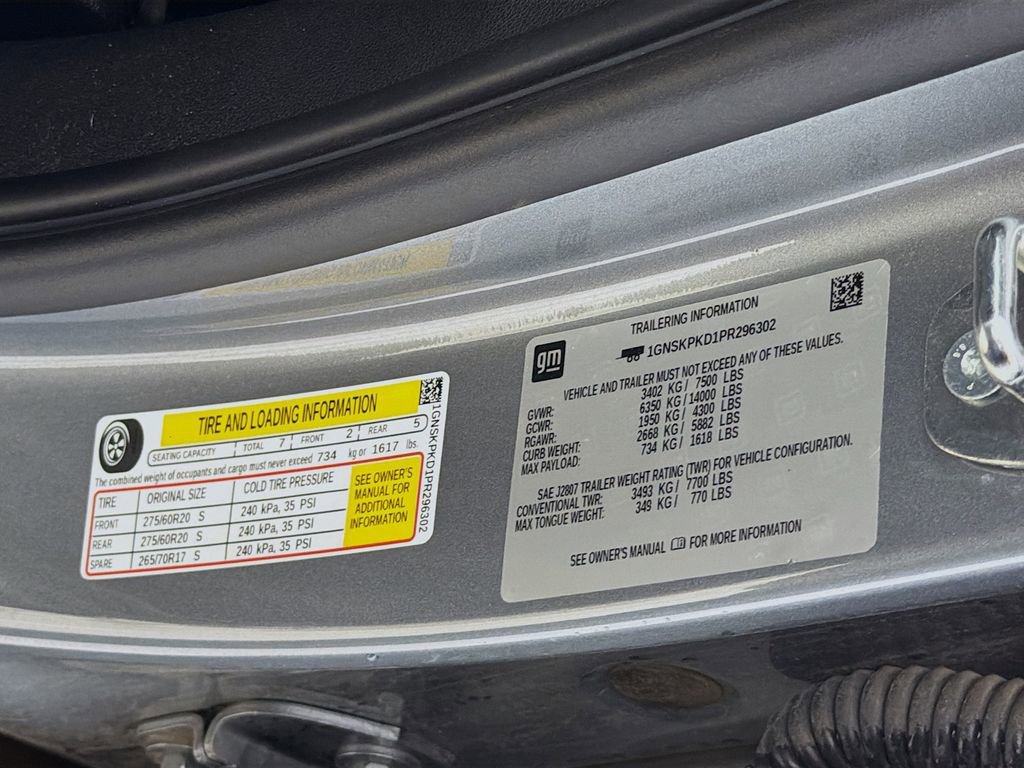 TIRE AND LOADING INFORMATION
SEATING CAPACITY TOTAL 7 FRONT 2 REAR 5
The combined weight of occupants and cargo must never exceed 734 kg or 1617 lbs.
TIRE ORIGINAL SIZE COLD TIRE PRESSURE
FRONT 275/60R20 S 240 kPa, 35 PSI
REAR 275/60R20 S 240 kPa, 35 PSI
SPARE 265/70R17 S 240 kPa, 35 PSI
SEE OWNER'S
MANUAL FOR
ADDITIONAL
INFORMATION
1GNSKPKD1PR296302
gm
TRAILERING INFORMATION
1GNSKPKD1PR296302
VEHICLE AND TRAILER MUST NOT EXCEED ANY OF THESE VALUES.
GVWR: 3402 KG / 7500 LBS
GCWR: 6350 KG / 14000 LBS
RGAWR: 1950 KG / 4300 LBS
CURB WEIGHT: 2668 KG / 5882 LBS
MAX PAYLOAD: 734 KG / 1618 LBS
SAE J2807 TRAILER WEIGHT RATING (TWR) FOR VEHICLE CONFIGURATION.
CONVENTIONAL TWR: 3493 KG / 7700 LBS
MAX TONGUE WEIGHT: 349 KG / 770 LBS
SEE OWNER'S MANUAL FOR MORE INFORMATION